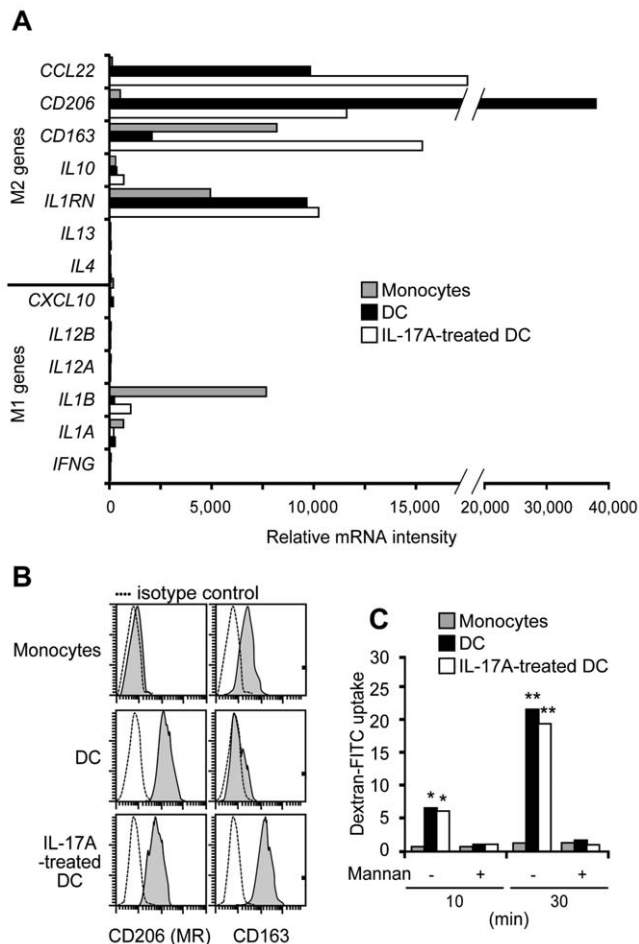 A
M2 genes
CCL22
CD206
CD163
IL10
IL1RN
IL13
IL4
M1 genes
CXCL10
IL12B
IL12A
IL1B
IL1A
IFNG
Monocytes
DC
IL-17A-treated DC
0 5,000 10,000 15,000 20,000 30,000 40,000
Relative mRNA intensity
B
isotype control
Monocytes
DC
IL-17A
-treated
DC
CD206 (MR) CD163
C
Monocytes
DC
IL-17A-treated DC
Dextran-FITC uptake
30
25
20
15
10
5
0
* *
** **
Mannan - + - +
10 30
(min)